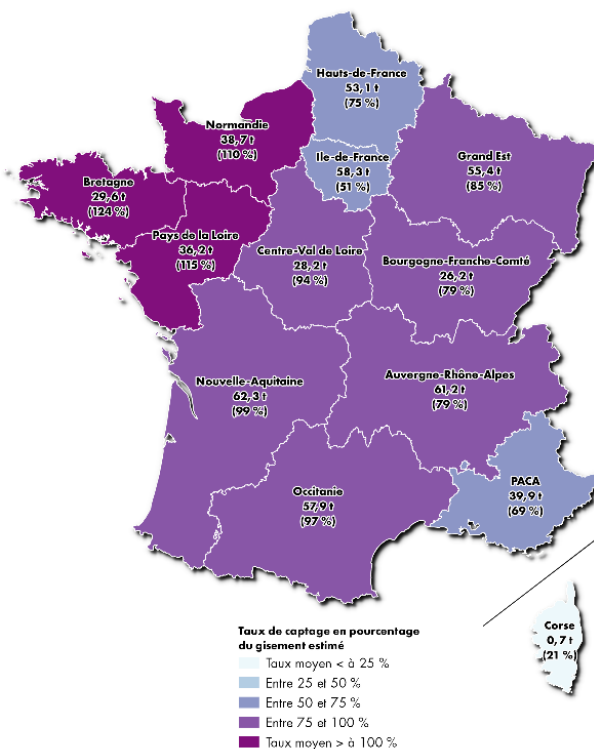 Hauts-de-France
53,1 t
(75 %)
Normandie
38,7 t
(110 %)
Ile-de-France
58,3 t
(51 %)
Grand Est
55,4 t
(85 %)
Bretagne
29,6 t
(124 %)
Pays de la Loire
36,2 t
(115 %)
Centre-Val de Loire
28,2 t
(94 %)
Bourgogne-Franche-Comté
26,2 t
(79 %)
Nouvelle-Aquitaine
62,3 t
(99 %)
Auvergne-Rhône-Alpes
61,2 t
(79 %)
Occitanie
57,9 t
(97 %)
PACA
39,9 t
(69 %)
Corse
0,7 t
(21 %)
Taux de captage en pourcentage
du gisement estimé
Taux moyen < à 25 %
Entre 25 et 50 %
Entre 50 et 75 %
Entre 75 et 100 %
Taux moyen > à 100 %